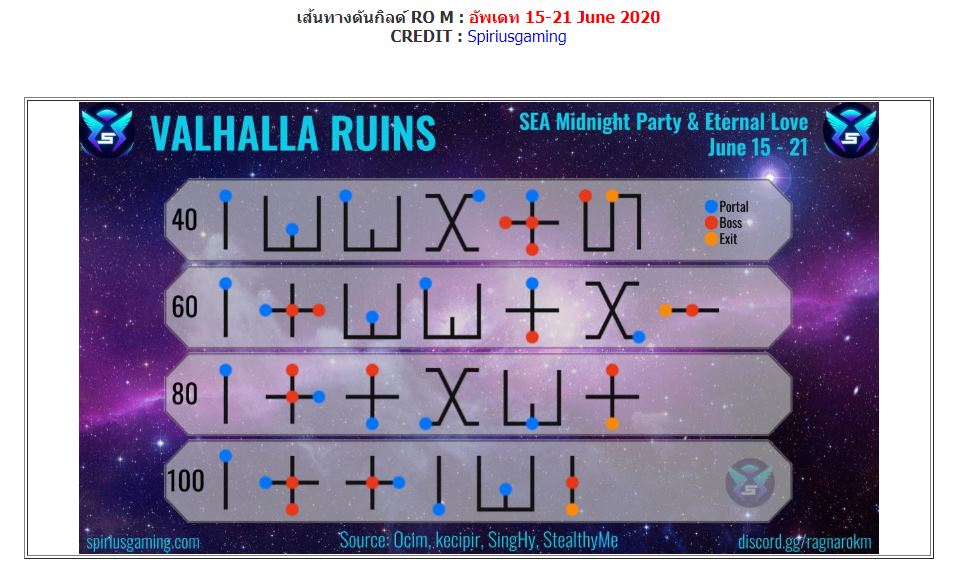 เส้นทางดันกิลด์ RO M : อัพเดท 15-21 June 2020
CREDIT : Spiriusgaming
VALHALLA RUINS
SEA Midnight Party & Eternal Love
June 15 - 21
40
Portal
Boss
Exit
60
80
100
spiriusgaming.com
Source: Ocim, kecipir, SingHy, StealthyMe
discord.gg/ragnarokm